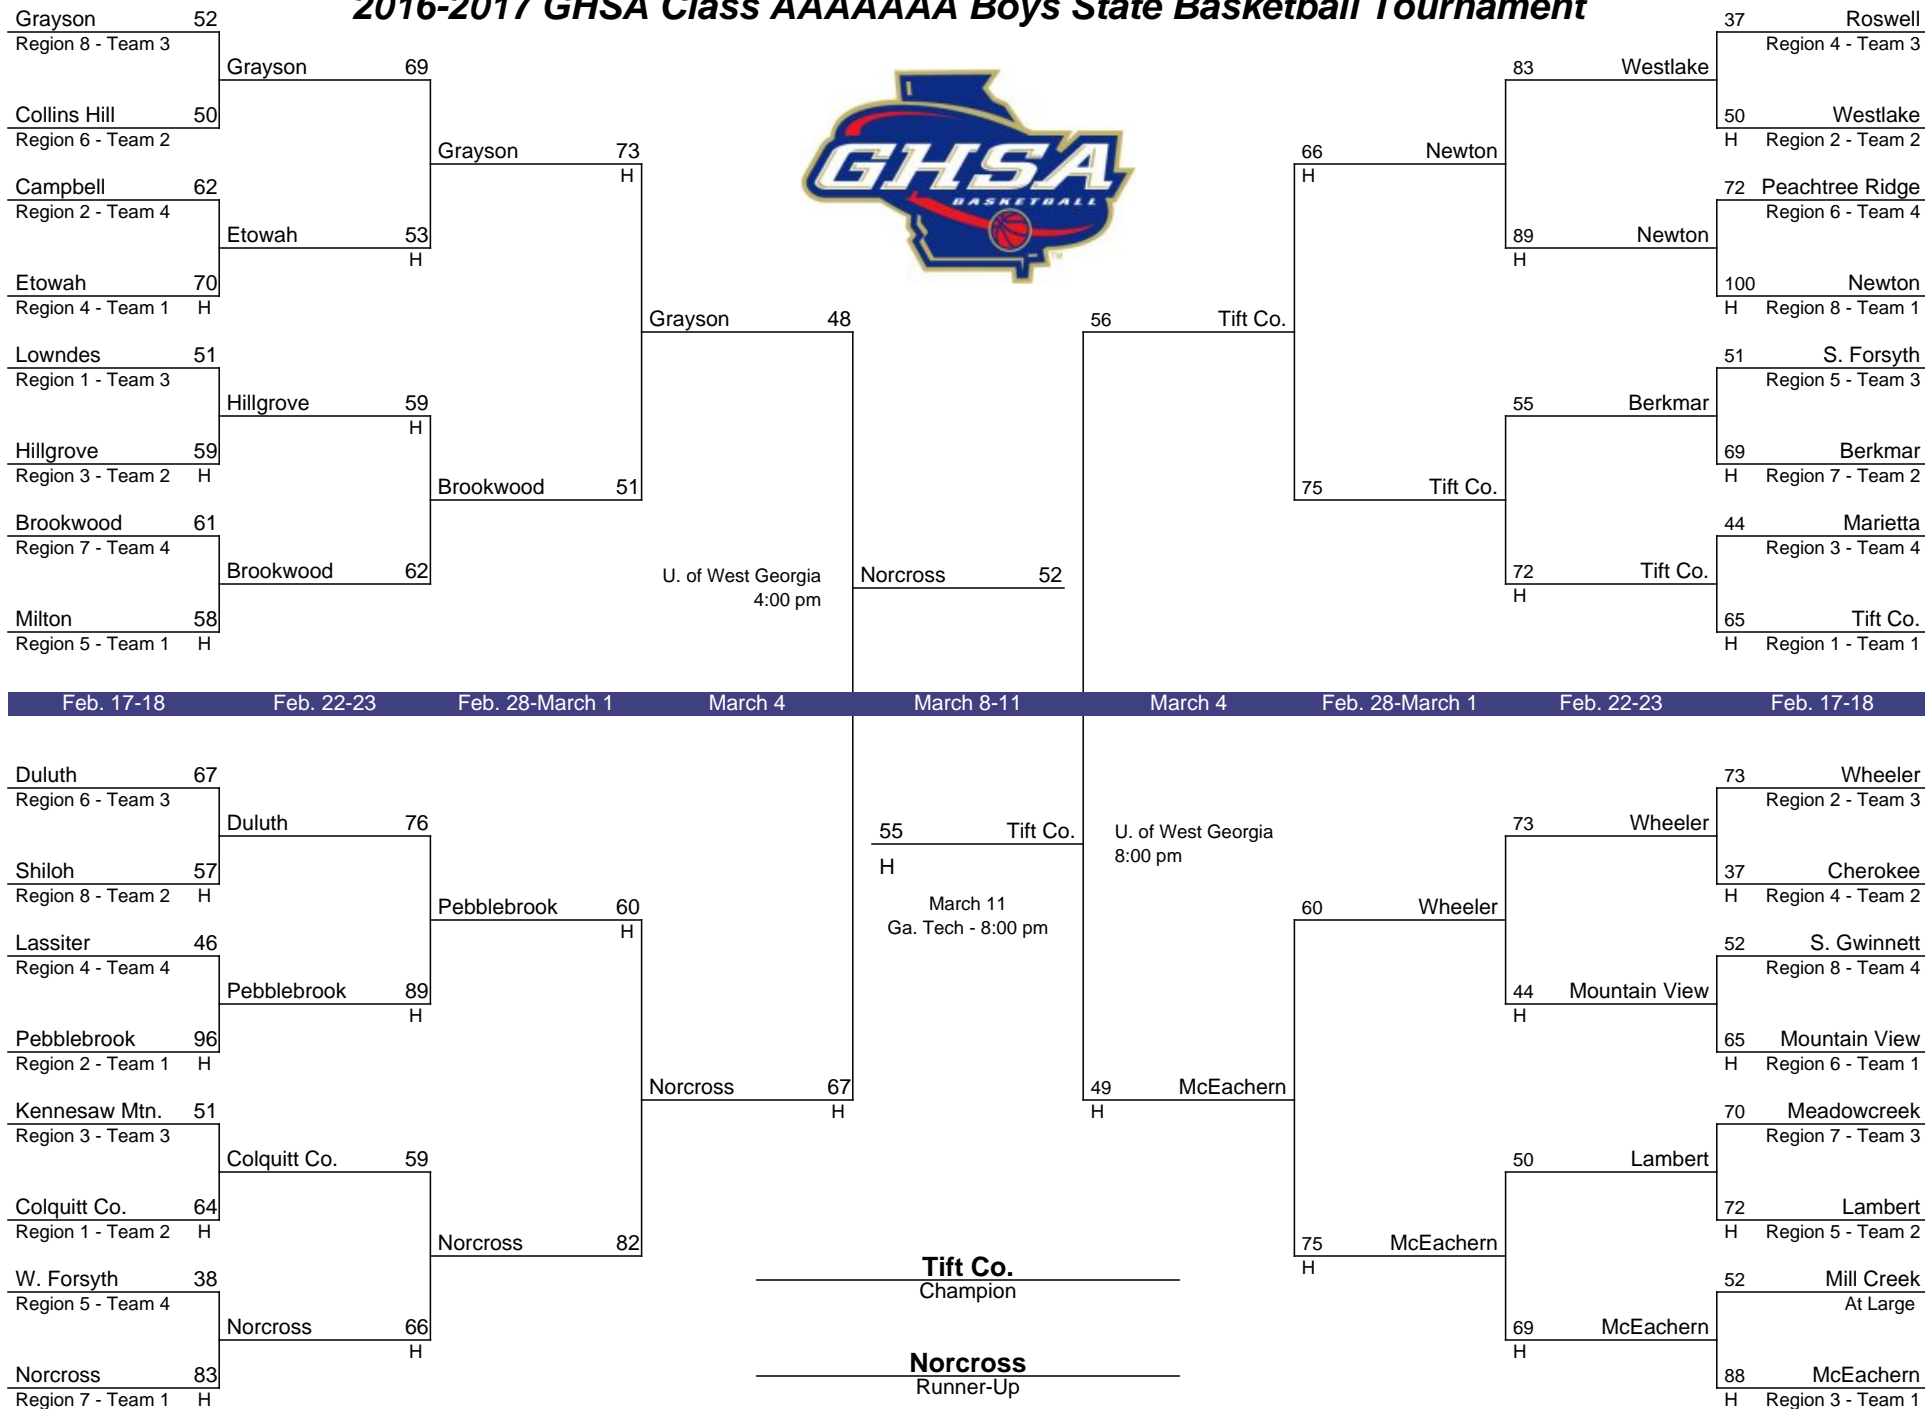 2016-2017 GHSA Class AAAAAAA Boys State Basketball Tournament
Grayson 52
Region 8 - Team 3
Grayson 69
Collins Hill 50
Region 6 - Team 2
Grayson 73
H
Campbell 62
Region 2 - Team 4
Etowah 53
H
Etowah 70
Region 4 - Team 1 H
Grayson 48
Lowndes 51
Region 1 - Team 3
Hillgrove 59
H
Hillgrove 59
Region 3 - Team 2 H
Brookwood 51
Brookwood 61
Region 7 - Team 4
Brookwood 62
Milton 58
Region 5 - Team 1 H
U. of West Georgia
4:00 pm
Norcross 52
GHSA
BASKETBALL
TM
37 Roswell
Region 4 - Team 3
83 Westlake
50 Westlake
H Region 2 - Team 2
66 Newton
H
72 Peachtree Ridge
Region 6 - Team 4
89 Newton
H
100 Newton
H Region 8 - Team 1
56 Tift Co.
51 S. Forsyth
Region 5 - Team 3
55 Berkmar
69 Berkmar
H Region 7 - Team 2
75 Tift Co.
44 Marietta
Region 3 - Team 4
72 Tift Co.
H
65 Tift Co.
H Region 1 - Team 1
Feb. 17-18 Feb. 22-23 Feb. 28-March 1 March 4 March 8-11 March 4 Feb. 28-March 1 Feb. 22-23 Feb. 17-18
Duluth 67
Region 6 - Team 3
Duluth 76
Shiloh 57
Region 8 - Team 2 H
Pebblebrook 60
H
Lassiter 46
Region 4 - Team 4
Pebblebrook 89
H
Pebblebrook 96
Region 2 - Team 1 H
Norcross 67
H
Kennesaw Mtn. 51
Region 3 - Team 3
Colquitt Co. 59
Colquitt Co. 64
Region 1 - Team 2 H
Norcross 82
W. Forsyth 38
Region 5 - Team 4
Norcross 66
H
Norcross 83
Region 7 - Team 1 H
55 Tift Co.
H
March 11
Ga. Tech - 8:00 pm
U. of West Georgia
8:00 pm
73 Wheeler
Region 2 - Team 3
73 Wheeler
37 Cherokee
H Region 4 - Team 2
60 Wheeler
52 S. Gwinnett
Region 8 - Team 4
44 Mountain View
H
65 Mountain View
H Region 6 - Team 1
49 McEachern
H
70 Meadowcreek
Region 7 - Team 3
50 Lambert
72 Lambert
H Region 5 - Team 2
75 McEachern
H
52 Mill Creek
At Large
69 McEachern
H
88 McEachern
H Region 3 - Team 1
Tift Co.
Champion
Norcross
Runner-Up